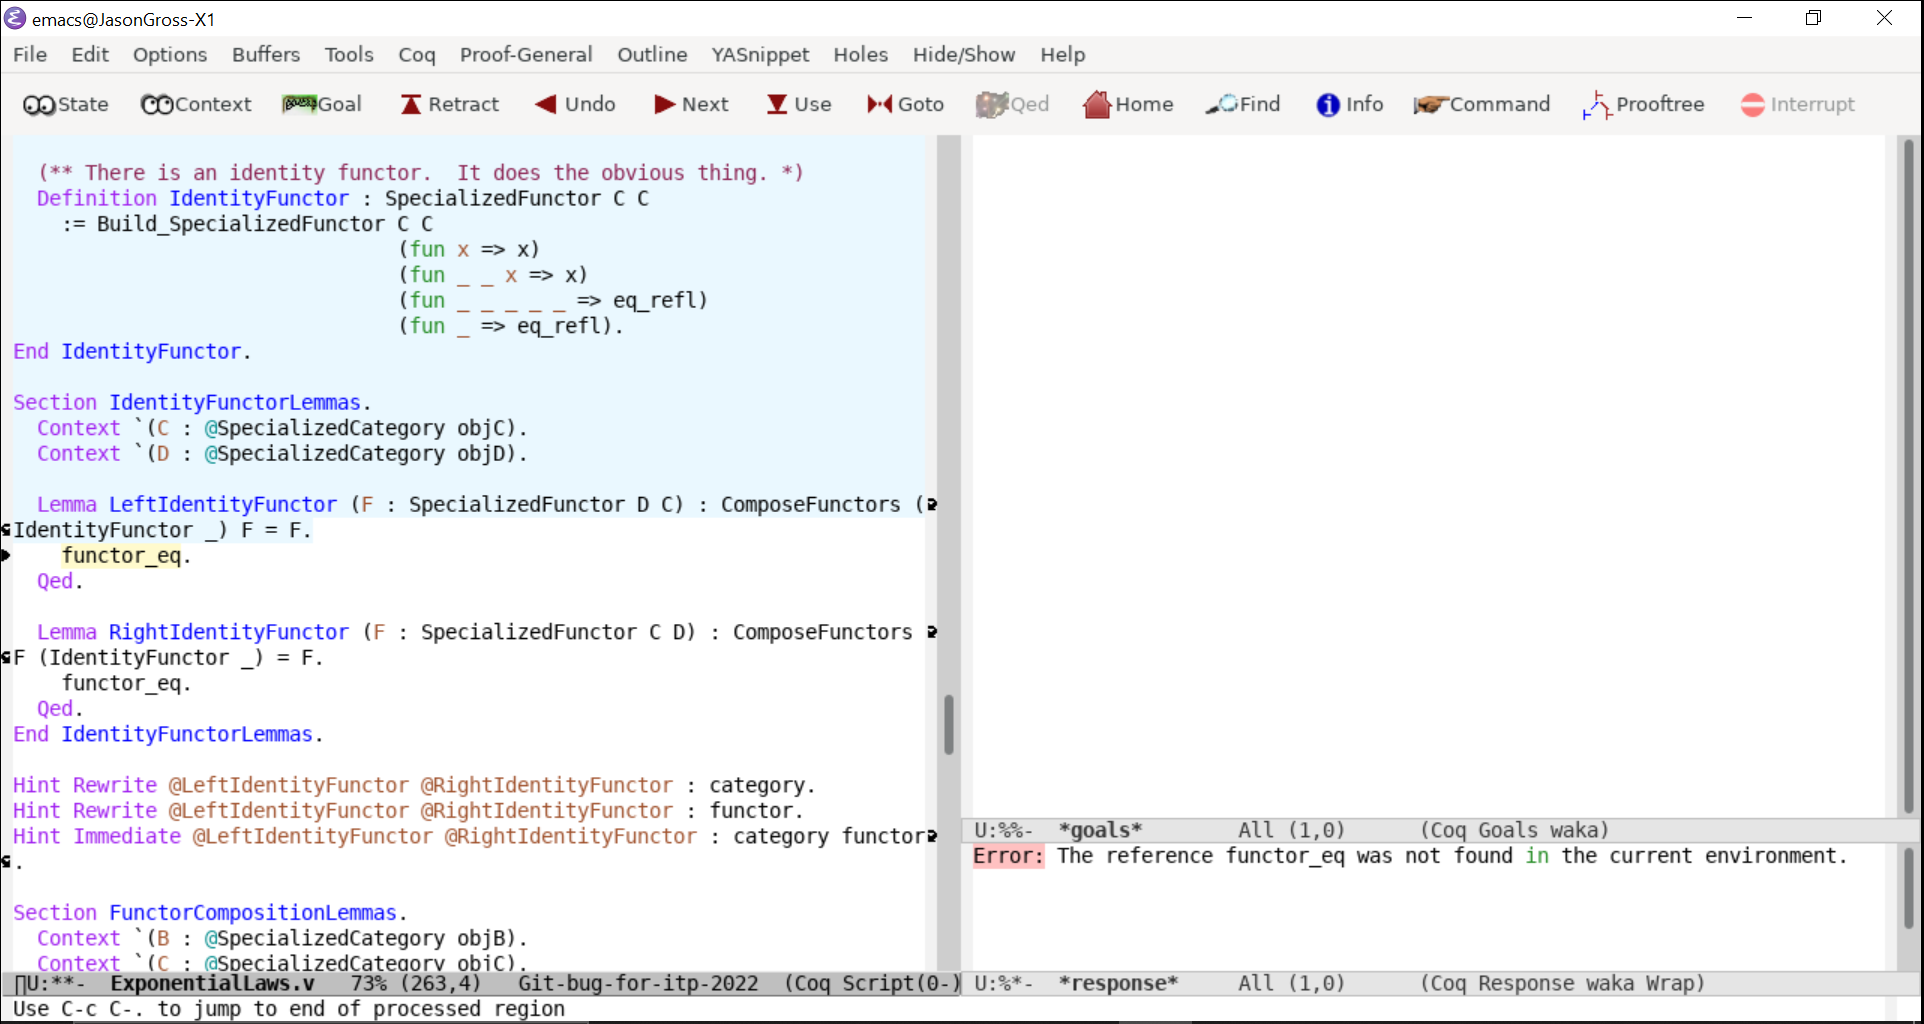 emacs@JasonGross-X1
File Edit Options Buffers Tools Coq Proof-General Outline YASnippet Holes Hide/Show Help
State Context Goal Retract Undo Next Use Goto Qed Home Find Info Command Prooftree Interrupt
(** There is an identity functor.  It does the obvious thing. *)
Definition IdentityFunctor : SpecializedFunctor C C
:= Build_SpecializedFunctor C C
(fun x => x)
(fun _ _ x => x)
(fun _ _ _ _ _ => eq_refl)
(fun _ => eq_refl).
End IdentityFunctor.
Section IdentityFunctorLemmas.
Context `(C : @SpecializedCategory objC).
Context `(D : @SpecializedCategory objD).
Lemma LeftIdentityFunctor (F : SpecializedFunctor D C) : ComposeFunctors (
IdentityFunctor _) F = F.
functor_eq.
Qed.
Lemma RightIdentityFunctor (F : SpecializedFunctor C D) : ComposeFunctors
F (IdentityFunctor _) = F.
functor_eq.
Qed.
End IdentityFunctorLemmas.
Hint Rewrite @LeftIdentityFunctor @RightIdentityFunctor : category.
Hint Rewrite @LeftIdentityFunctor @RightIdentityFunctor : functor.
Hint Immediate @LeftIdentityFunctor @RightIdentityFunctor : category functor
.
Section FunctorCompositionLemmas.
Context `(B : @SpecializedCategory objB).
Context `(C : @SpecializedCategory objC).
U:**-  ExponentialLaws.v   73% (263,4)   Git-bug-for-itp-2022  (Coq Script(0-)
U:%%-  *goals*        All (1,0)      (Coq Goals waka)
Error: The reference functor_eq was not found in the current environment.
U:%*-  *response*     All (1,0)      (Coq Response waka Wrap)
Use C-c C-. to jump to end of processed region